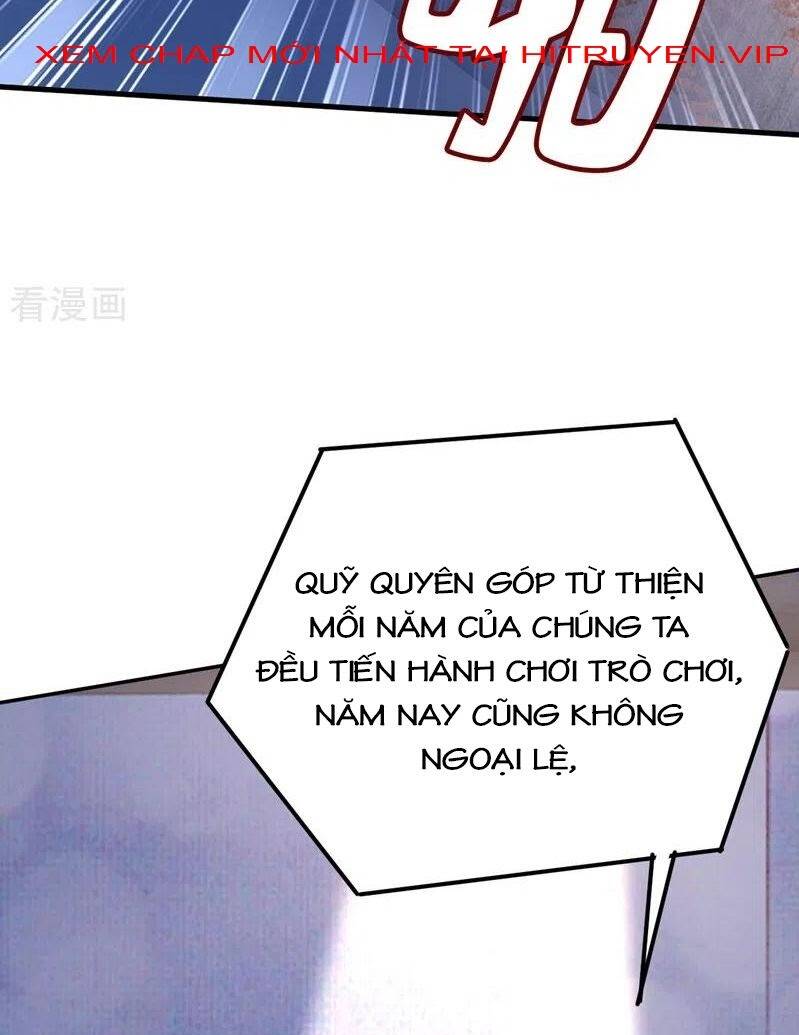 XEM CHAP MỚI NHẤT TẠI HITRUYEN.VIP
看漫画
QUỸ QUYÊN GÓP TỪ THIỆN
MỖI NĂM CỦA CHÚNG TA
ĐỀU TIẾN HÀNH CHƠI TRÒ CHƠI,
NĂM NAY CŨNG KHÔNG
NGOẠI LỆ,